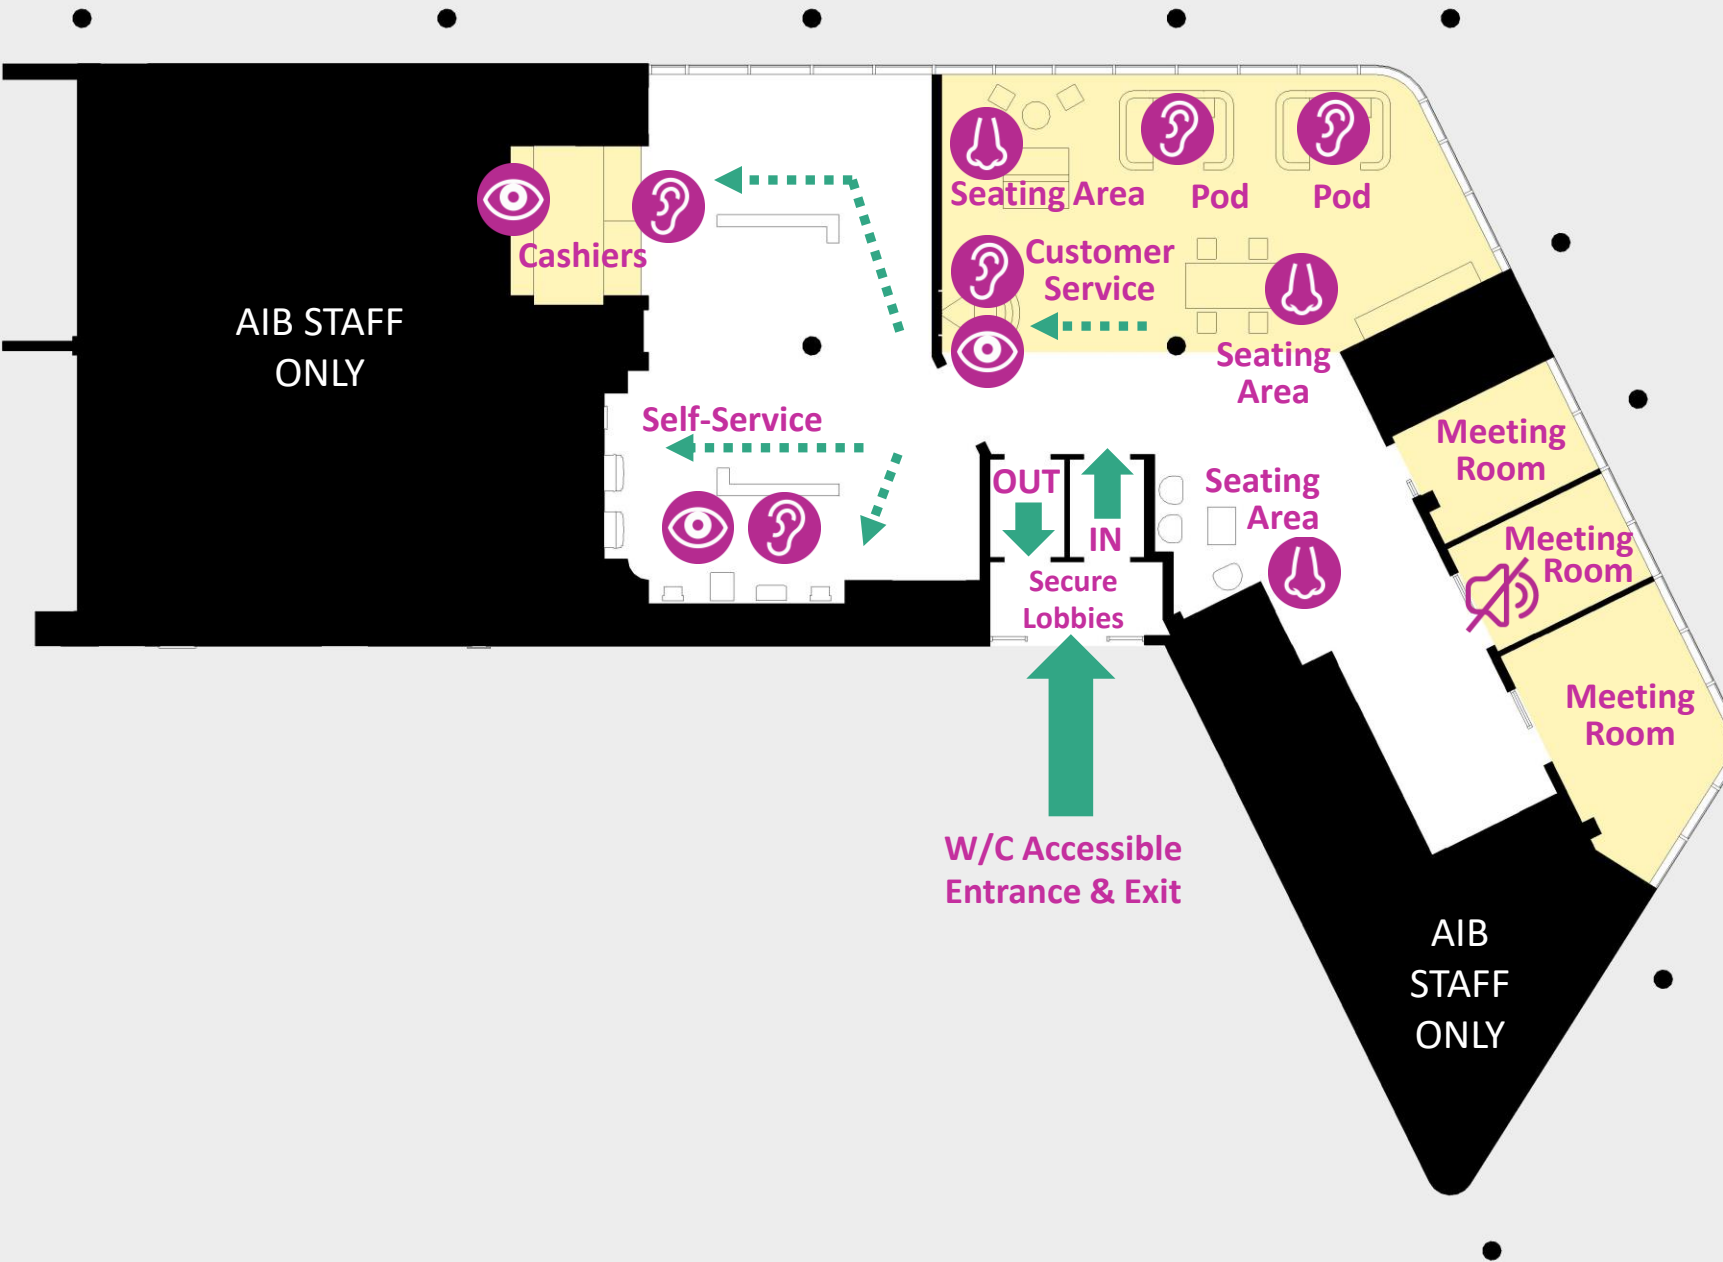 Seating Area
Pod
Pod
Cashiers
Customer
Service
AIB STAFF
ONLY
Seating
Area
Self-Service
Meeting
Room
OUT
IN
Seating
Area
Meeting
Room
Secure
Lobbies
Meeting
Room
W/C Accessible
Entrance & Exit
AIB
STAFF
ONLY